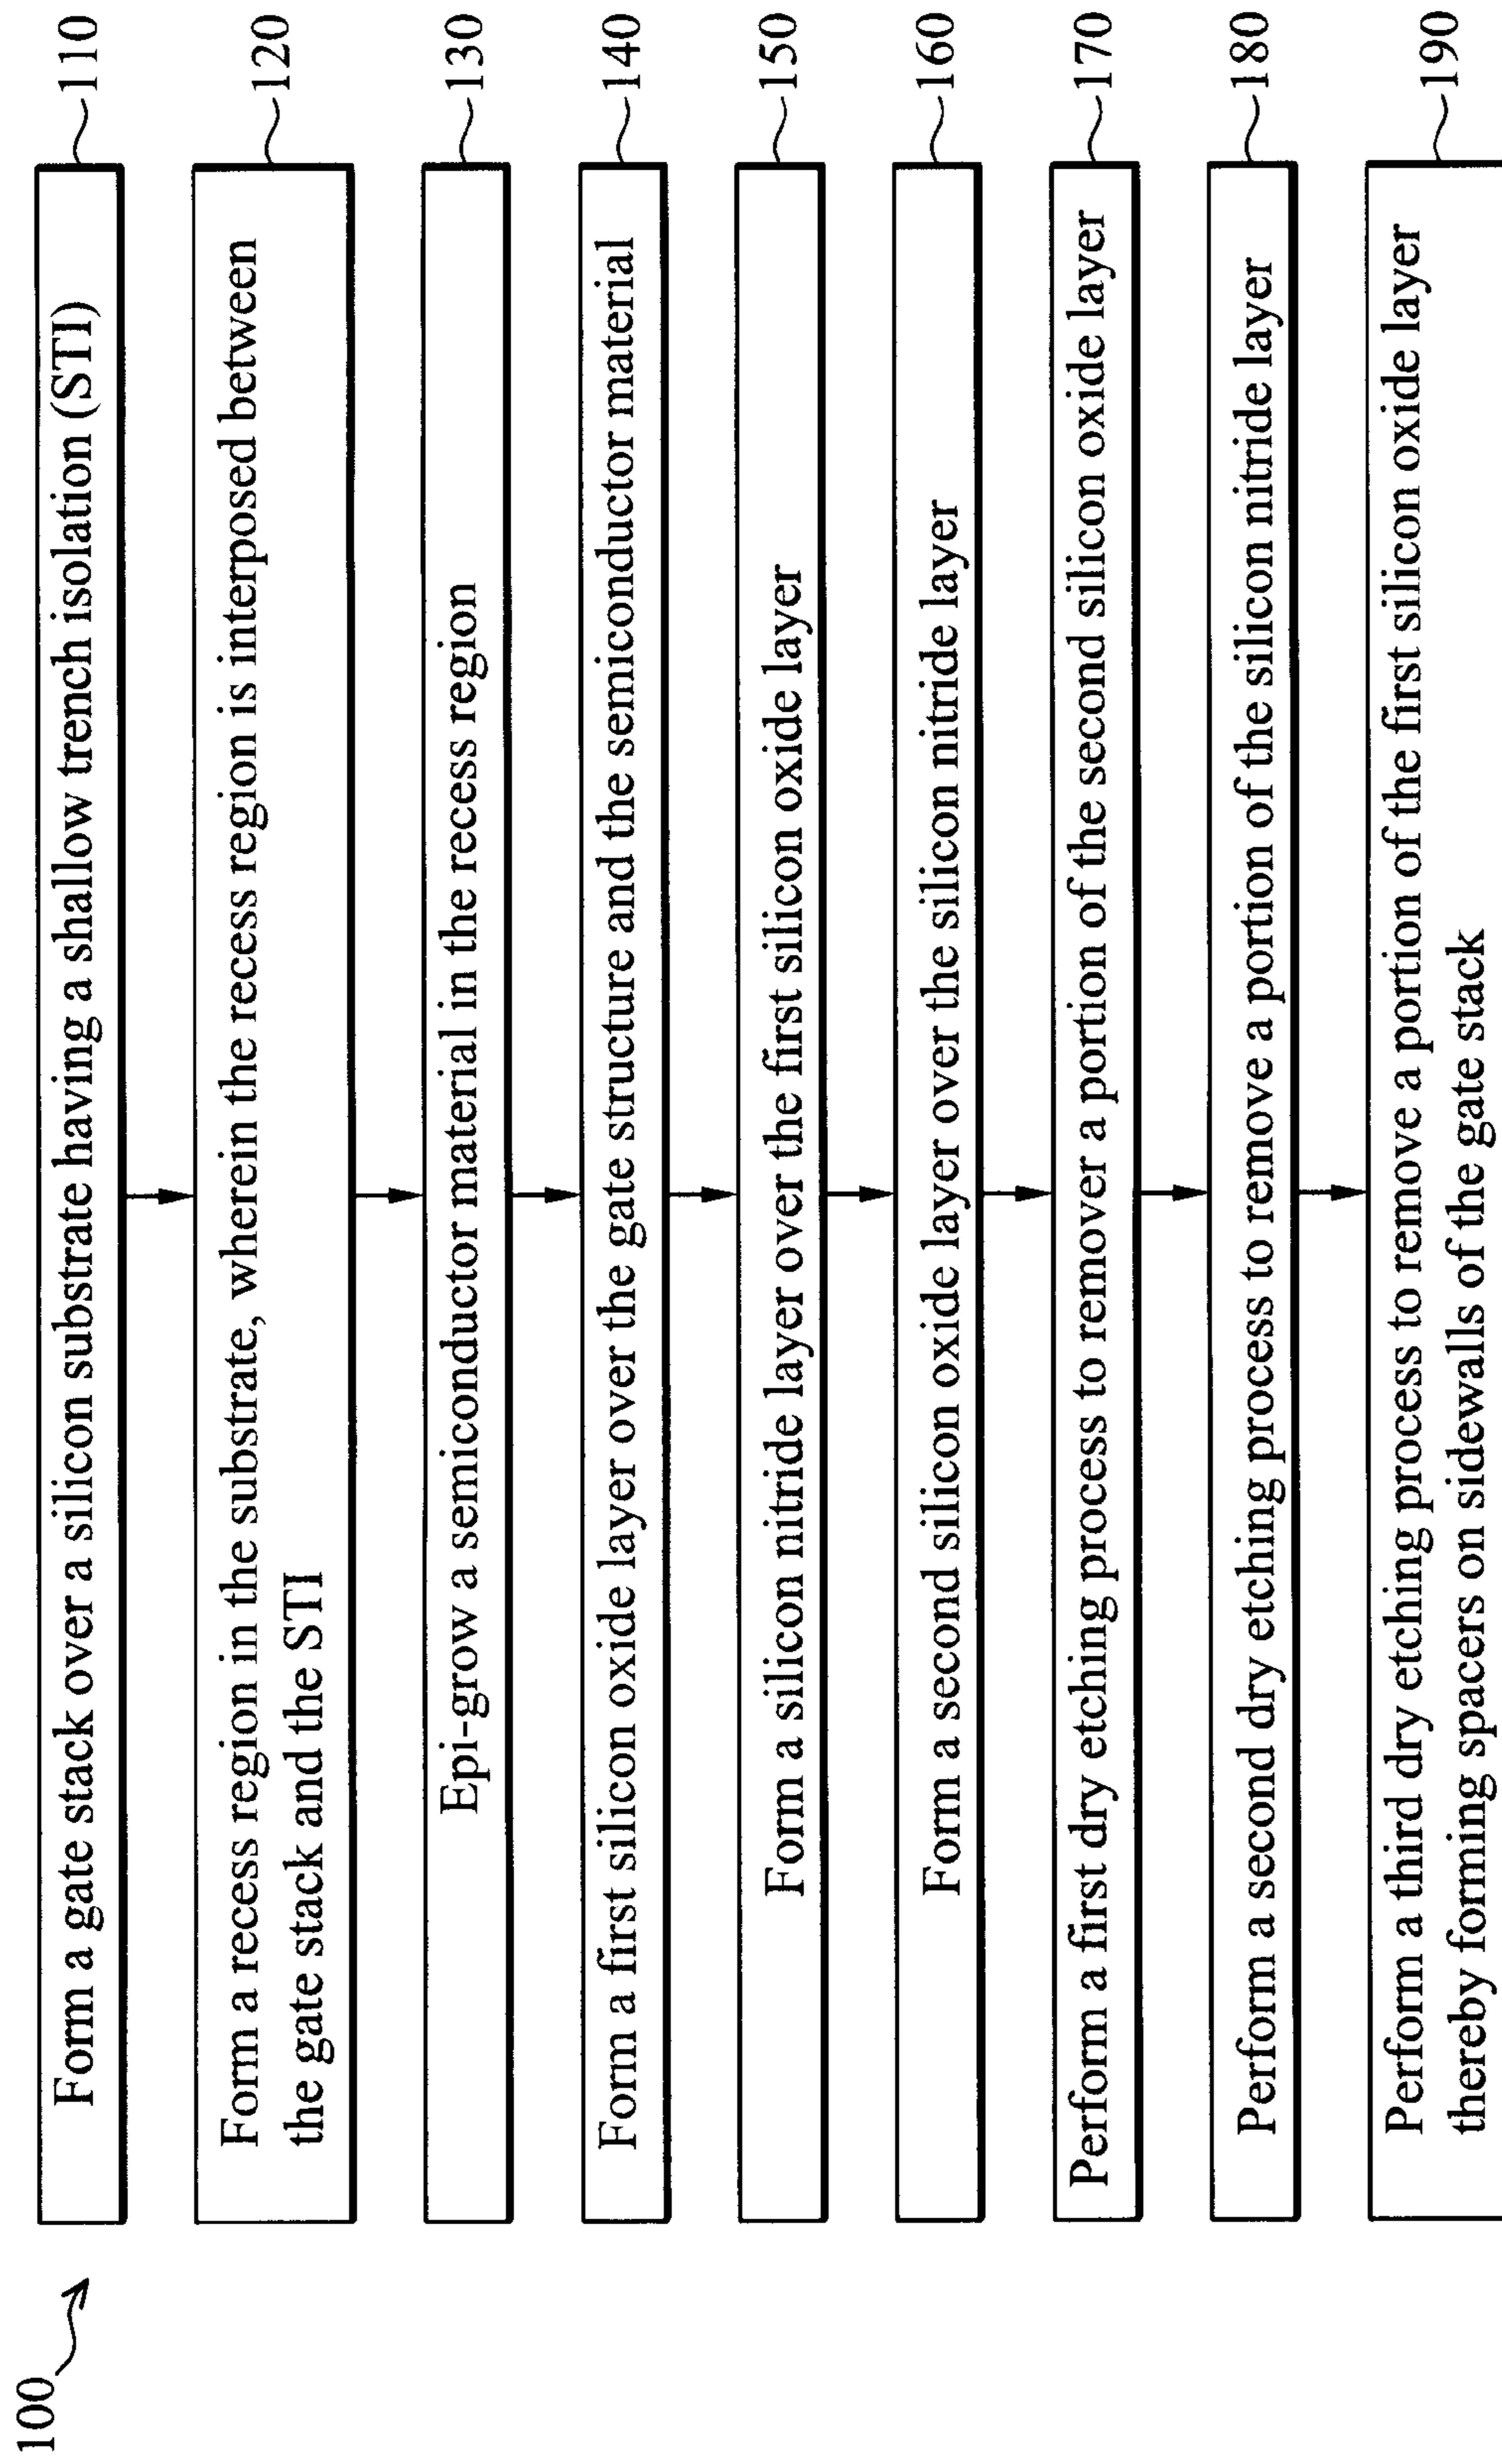 100
Form a gate stack over a silicon substrate having a shallow trench isolation (STI)
110
Form a recess region in the substrate, wherein the recess region is interposed between
the gate stack and the STI
120
Epi-grow a semiconductor material in the recess region
130
Form a first silicon oxide layer over the gate structure and the semiconductor material
140
Form a silicon nitride layer over the first silicon oxide layer
150
Form a second silicon oxide layer over the silicon nitride layer
160
Perform a first dry etching process to remover a portion of the second silicon oxide layer
170
Perform a second dry etching process to remove a portion of the silicon nitride layer
180
Perform a third dry etching process to remove a portion of the first silicon oxide layer
thereby forming spacers on sidewalls of the gate stack
190